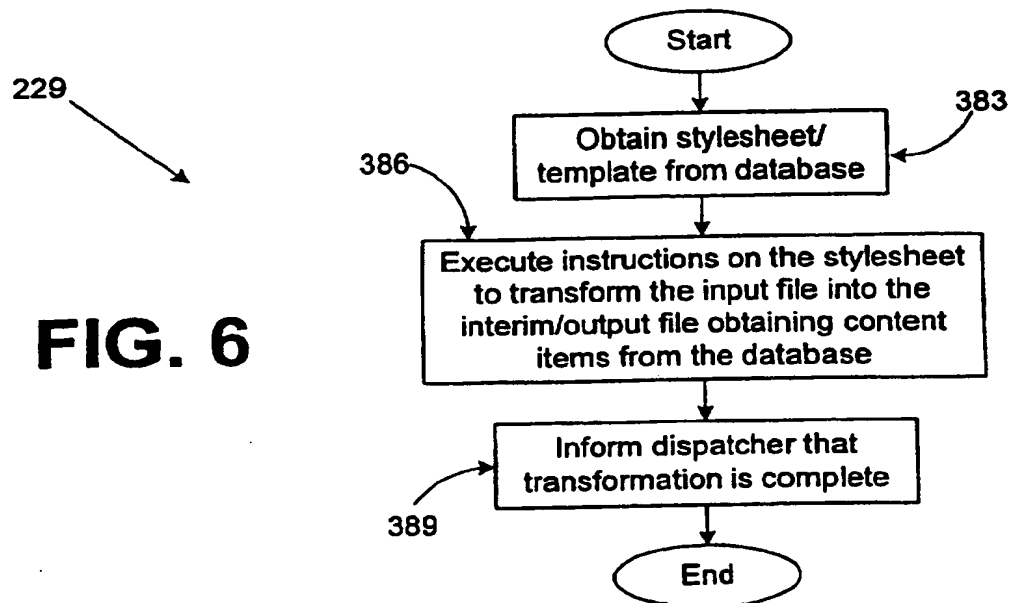 Start
229
383
Obtain stylesheet/
template from database
386
Execute instructions on the stylesheet
to transform the input file into the
interim/output file obtaining content
items from the database
FIG. 6
Inform dispatcher that
transformation is complete
389
End